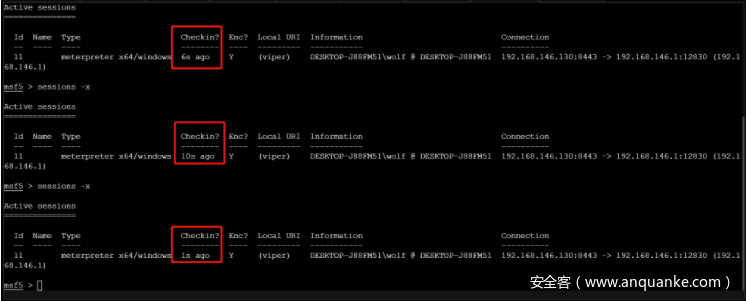 Active sessions
===============
Id Name Type Checkin? Enc? Local URI Information Connection
-- ---- ---- -------- ---- --------- ----------- ----------
11 meterpreter x64/windows 6s ago Y (viper) DESKTOP-J88FM51\wolf @ DESKTOP-J88FM51 192.168.146.130:8443 -> 192.168.146.1:12830 (192.1
68.146.1)
msf5 > sessions -x
Active sessions
===============
Id Name Type Checkin? Enc? Local URI Information Connection
-- ---- ---- -------- ---- --------- ----------- ----------
11 meterpreter x64/windows 10s ago Y (viper) DESKTOP-J88FM51\wolf @ DESKTOP-J88FM51 192.168.146.130:8443 -> 192.168.146.1:12830 (192.1
68.146.1)
msf5 > sessions -x
Active sessions
===============
Id Name Type Checkin? Enc? Local URI Information Connection
-- ---- ---- -------- ---- --------- ----------- ----------
11 meterpreter x64/windows 1s ago Y (viper) DESKTOP-J88FM51\wolf @ DESKTOP-J88FM51 192.168.146.130:8443 -> 192.168.146.1:12830 (192.1
68.146.1)
msf5 >
安全客（www.anquanke.com）